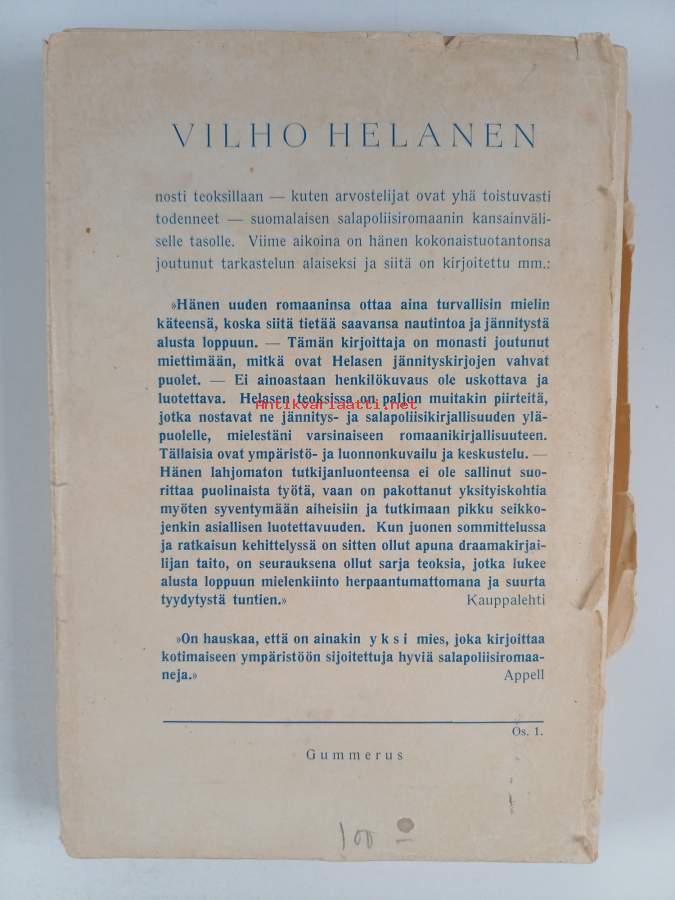 VILHO HELANEN
nosti teoksillaan — kuten arvostelijat ovat yhä toistuvasti
todenneet — suomalaisen salapoliisiromaanin kansainväli-
selle tasolle. Viime aikoina on hänen kokonaistuotantonsa
joutunut tarkastelun alaiseksi ja siitä on kirjoitettu mm.:
»Hänen uuden romaaninsa ottaa aina turvallisin mielin
käteensä, koska siitä tietää saavansa nautintoa ja jännitystä
alusta loppuun. — Tämän kirjoittaja on monasti joutunut
miettimään, mitkä ovat Helasen jännityskirjojen vahvat
puolet. — Ei ainoastaan henkilökuvaus ole uskottava ja
luotettava. Helasen teoksissa on paljon muitakin piirteitä,
Antikvariaatti.net
jotka nostavat ne jännitys- ja salapoliisikirjallisuuden ylä-
puolelle, mielestäni varsinaiseen romaanikirjallisuuteen.
Tällaisia ovat ympäristö- ja luonnonkuvailu ja keskustelu. —
Hänen lahjomaton tutkijanluonteensa ei ole sallinut suo-
rittaa puolinaista työtä, vaan on pakottanut yksityiskohtia
myöten syventymään aiheisiin ja tutkimaan pikku seikko-
jenkin asiallisen luotettavuuden. Kun juonen sommittelussa
ja ratkaisun kehittelyssä on sitten ollut apuna draamakirjai-
lijan taito, on seurauksena ollut sarja teoksia, jotka lukee
alusta loppuun mielenkiinto herpaantumattomana ja suurta
tyydytystä tuntien.» Kauppalehti
»On hauskaa, että on ainakin yksi mies, joka kirjoittaa
kotimaiseen ympäristöön sijoitettuja hyviä salapoliisiromaa-
neja.» Appell
Os. 1.
Gummerus
100 —